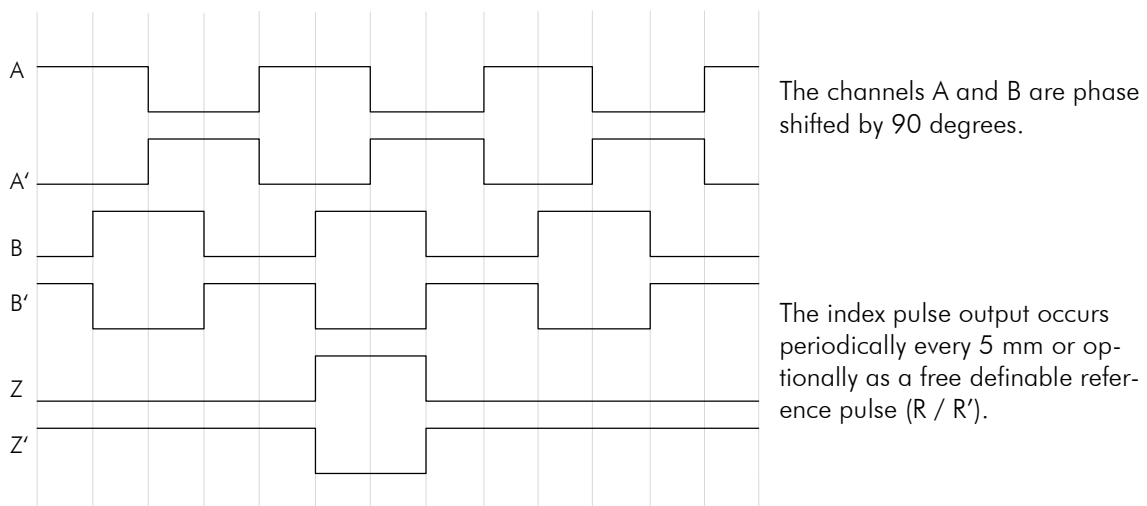 A
The channels A and B are phase
shifted by 90 degrees.
A‘
B
B‘
The index pulse output occurs
periodically every 5 mm or op-
tionally as a free definable refer-
ence pulse (R / R’).
Z
Z‘